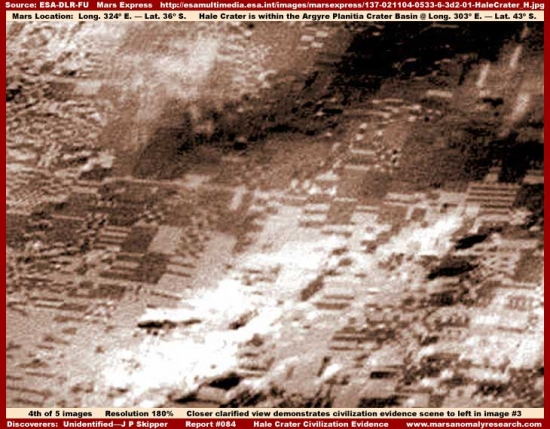 Source: ESA-DLR-FU Mars Express http://esamultimedia.esa.int/images/marsexpress/137-021104-0533-6-3d2-01-HaleCrater_H.jpg
Mars Location: Long. 324° E. — Lat. 36° S. Hale Crater is within the Argyre Planitia Crater Basin @ Long. 303° E. — Lat. 43° S.
4th of 5 images Resolution 180% Closer clarified view demonstrates civilization evidence scene to left in image #3
Discoverers: Unidentified—J P Skipper Report #084 Hale Crater Civilization Evidence www.marsanomalyresearch.com